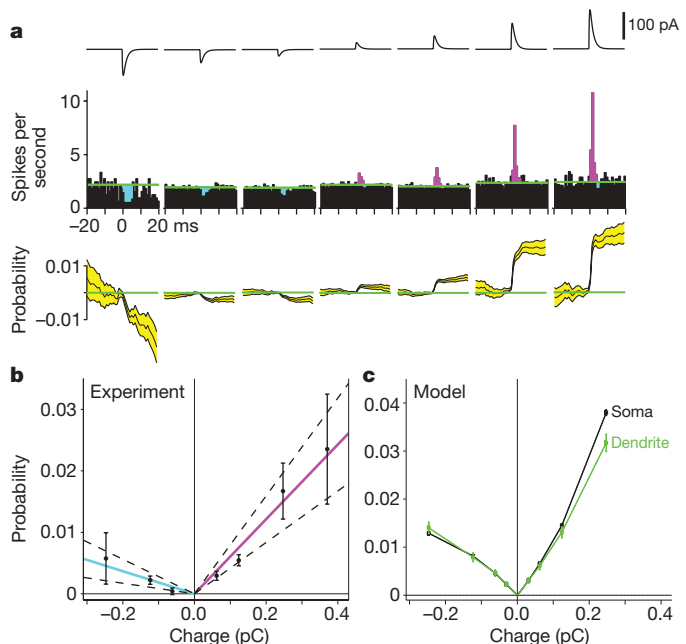 a
100 pA
Spikes per
second
10
5
0
−20 0 20 ms
Probability
0.01
−0.01
b
Experiment
Probability
0.03
0.02
0.01
0
−0.2 0.0 0.2 0.4
Charge (pC)
c
Model
Soma
Dendrite
0.04
0.03
0.02
0.01
0
−0.2 0.0 0.2 0.4
Charge (pC)